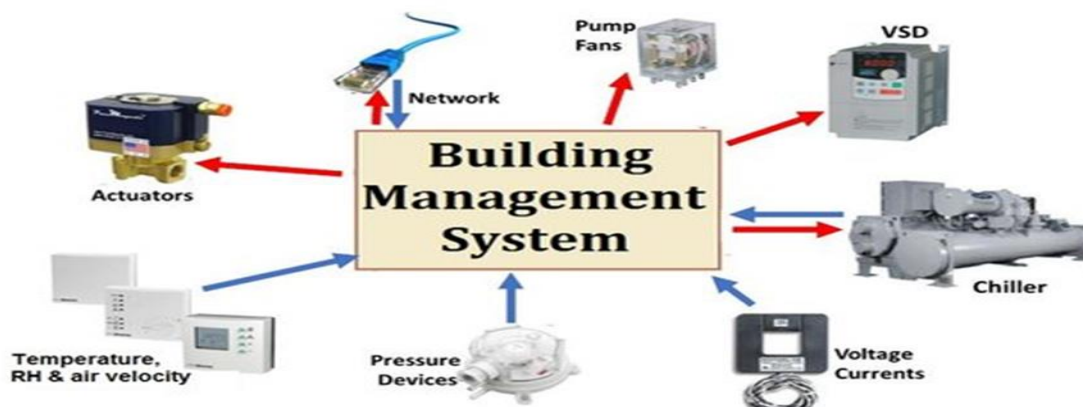 Pump
Fans
VSD
Network
Building
Management
System
Actuators
Chiller
Temperature,
RH & air velocity
Pressure
Devices
Voltage
Currents